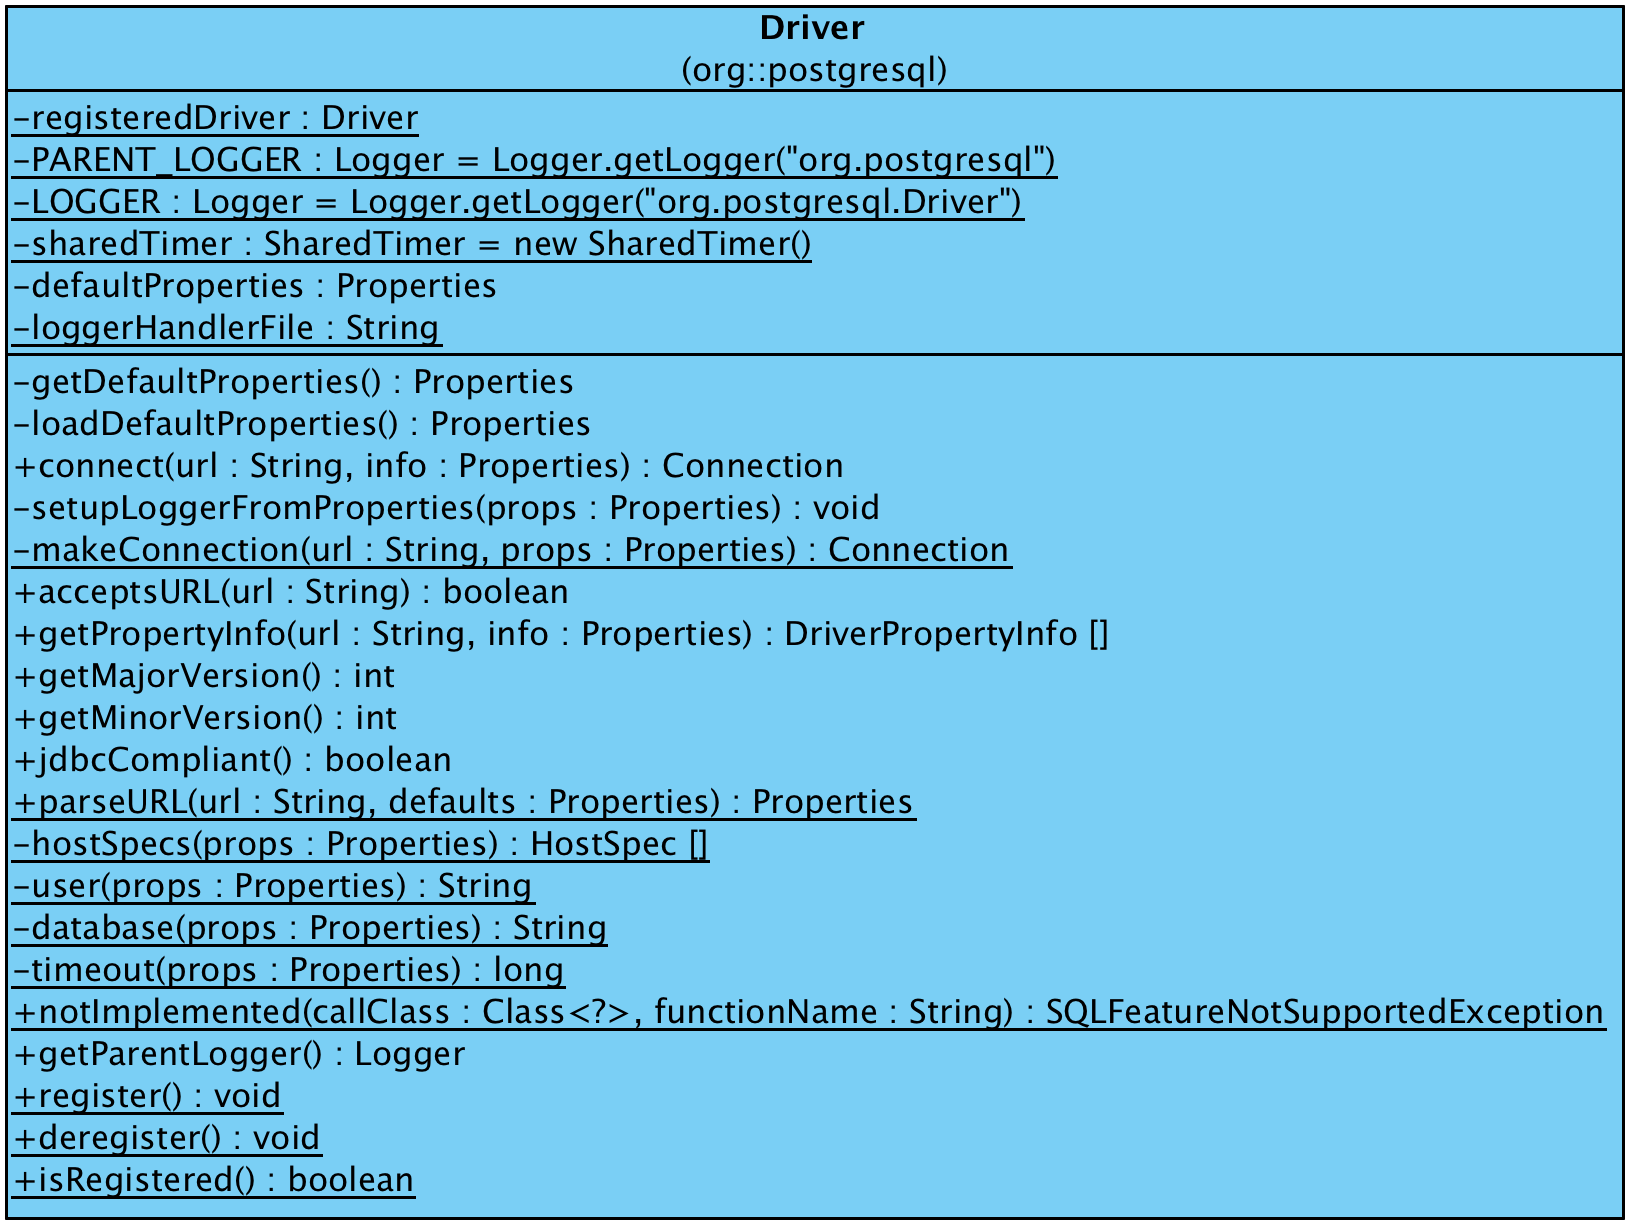 Driver
(org::postgresql)
-registeredDriver : Driver
-PARENT_LOGGER : Logger = Logger.getLogger("org.postgresql")
-LOGGER : Logger = Logger.getLogger("org.postgresql.Driver")
-sharedTimer : SharedTimer = new SharedTimer()
-defaultProperties : Properties
-loggerHandlerFile : String
-getDefaultProperties() : Properties
-loadDefaultProperties() : Properties
+connect(url : String, info : Properties) : Connection
-setupLoggerFromProperties(props : Properties) : void
-makeConnection(url : String, props : Properties) : Connection
+acceptsURL(url : String) : boolean
+getPropertyInfo(url : String, info : Properties) : DriverPropertyInfo []
+getMajorVersion() : int
+getMinorVersion() : int
+jdbcCompliant() : boolean
+parseURL(url : String, defaults : Properties) : Properties
-hostSpecs(props : Properties) : HostSpec []
-user(props : Properties) : String
-database(props : Properties) : String
-timeout(props : Properties) : long
+notImplemented(callClass : Class<?>, functionName : String) : SQLFeatureNotSupportedException
+getParentLogger() : Logger
+register() : void
+deregister() : void
+isRegistered() : boolean